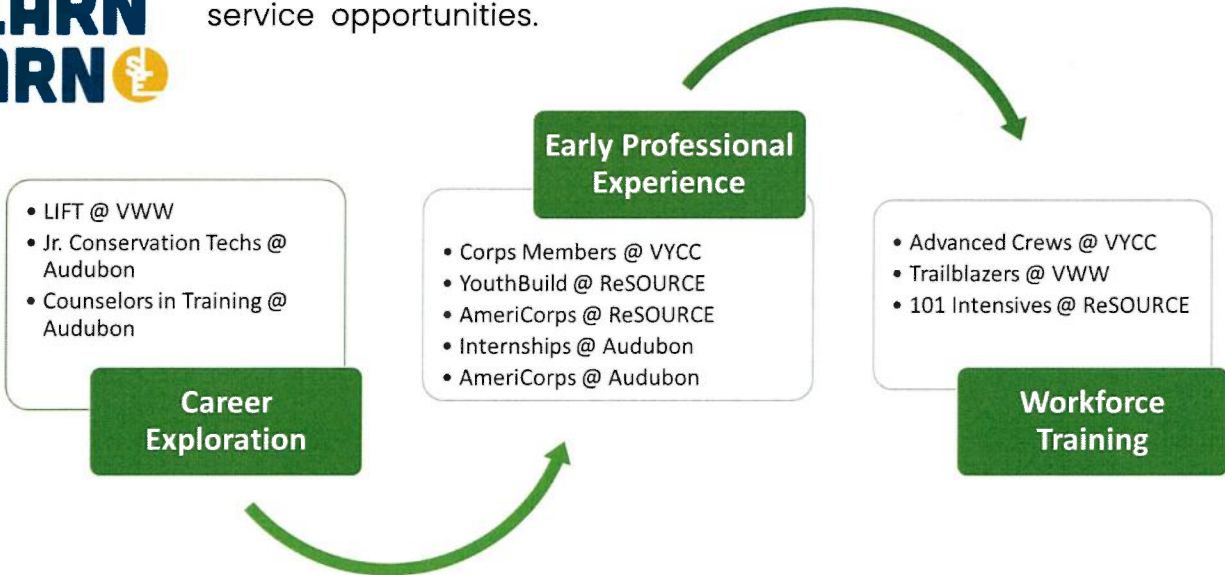 service opportunities.
ARN
S
L
E
Early Professional
Experience
• LIFT @ VWW
• Jr. Conservation Techs @
Audubon
• Counselors in Training @
Audubon
Career
Exploration
• Corps Members @ VYCC
• YouthBuild @ ReSOURCE
• AmeriCorps @ ReSOURCE
• Internships @ Audubon
• AmeriCorps @ Audubon
• Advanced Crews @ VYCC
• Trailblazers @ VWW
• 101 Intensives @ ReSOURCE
Workforce
Training